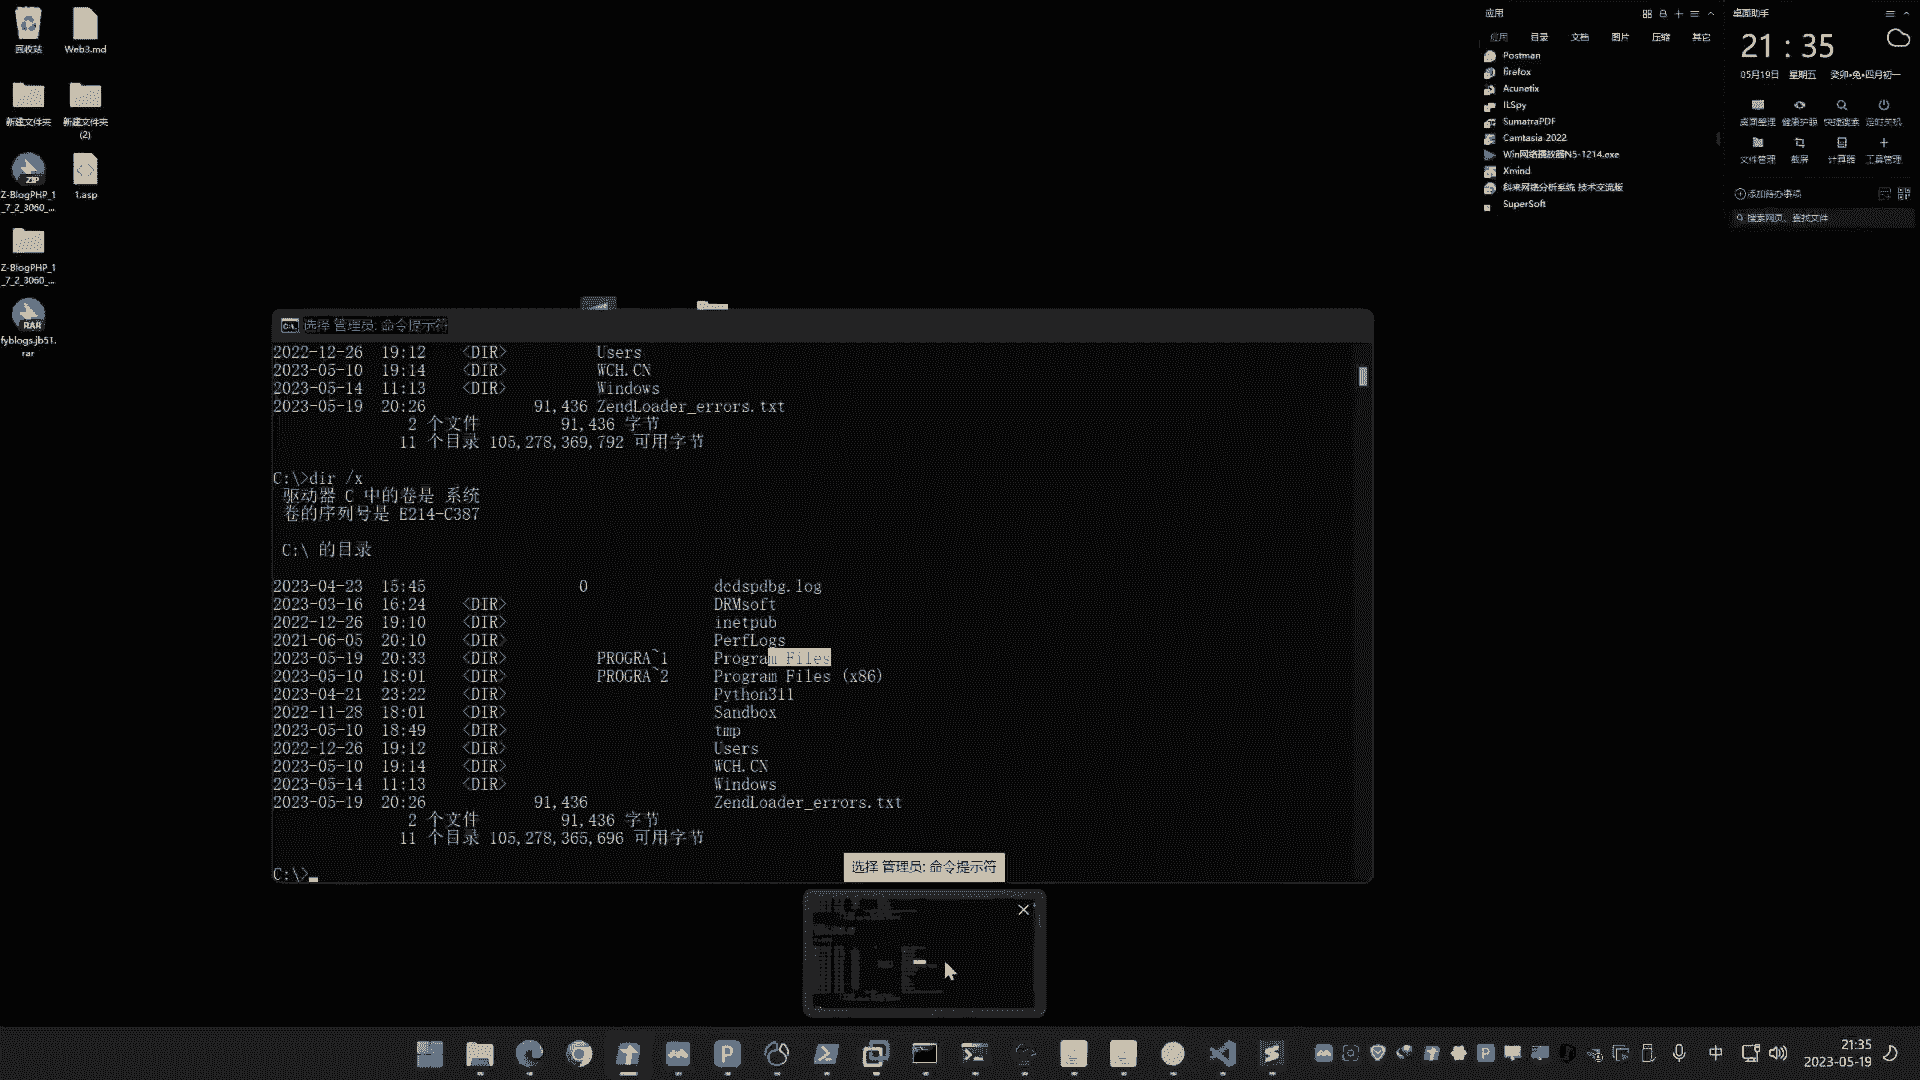 回收站
Web3.md
新建文件夹
新建文件夹
(2)
Z-BlogPHP_1
_7_2_3060_...
1.asp
Z-BlogPHP_1
_7_2_3060_...
fyblogs.jb51.
rar
应用
应用 目录 文档 图片 压缩 其它
Postman
firefox
Acunetix
ILSpy
SumatraPDF
Camtasia 2022
Win网络播放器N5-1214.exe
Xmind
科来网络分析系统 技术交流版
SuperSoft
桌面助手
21 : 35
05月19日 星期五 癸卯•兔•四月初一
桌面整理 健康护眼 快捷搜索 定时关机
文件管理 截屏 计算器 工具管理
添加待办事项
搜索网页、查找文件
选择 管理员: 命令提示符
2022-12-26 19:12 <DIR> Users
2023-05-10 19:14 <DIR> WCH.CN
2023-05-14 11:13 <DIR> Windows
2023-05-19 20:26 91,436 ZendLoader_errors.txt
2 个文件 91,436 字节
11 个目录 105,278,369,792 可用字节
C:\>dir /x
驱动器 C 中的卷是 系统
卷的序列号是 E214-C387
C:\ 的目录
2023-04-23 15:45 0 dcdspdbg.log
2023-03-16 16:24 <DIR> DRMsoft
2022-12-26 19:10 <DIR> inetpub
2021-06-05 20:10 <DIR> PerfLogs
2023-05-19 20:33 <DIR> PROGRA~1 Program Files
2023-05-10 18:01 <DIR> PROGRA~2 Program Files (x86)
2023-04-21 23:22 <DIR> Python311
2022-11-28 18:01 <DIR> Sandbox
2023-05-10 18:49 <DIR> tmp
2022-12-26 19:12 <DIR> Users
2023-05-10 19:14 <DIR> WCH.CN
2023-05-14 11:13 <DIR> Windows
2023-05-19 20:26 91,436 ZendLoader_errors.txt
2 个文件 91,436 字节
11 个目录 105,278,365,696 可用字节
C:\>
选择 管理员: 命令提示符
中
21:35
2023-05-19